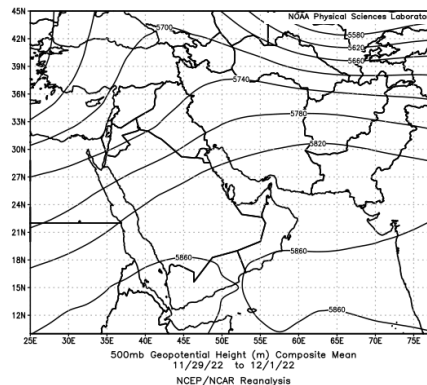 NOAA Physical Sciences Laborato
45N
42N
39N
36N
33N
30N
27N
24N
21N
18N
15N
12N
5700
5580
5620
5660
5740
5780
5820
5860
5860
5860
25E 30E 35E 40E 45E 50E 55E 60E 65E 70E 75E
500mb Geopotential Height (m) Composite Mean
11/29/22 to 12/1/22
NCEP/NCAR Reanalysis